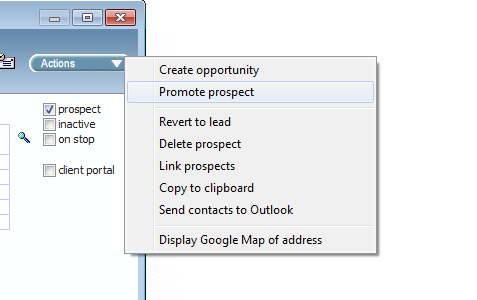 Actions
Create opportunity
Promote prospect
Revert to lead
Delete prospect
Link prospects
Copy to clipboard
Send contacts to Outlook
Display Google Map of address
prospect
inactive
on stop
client portal